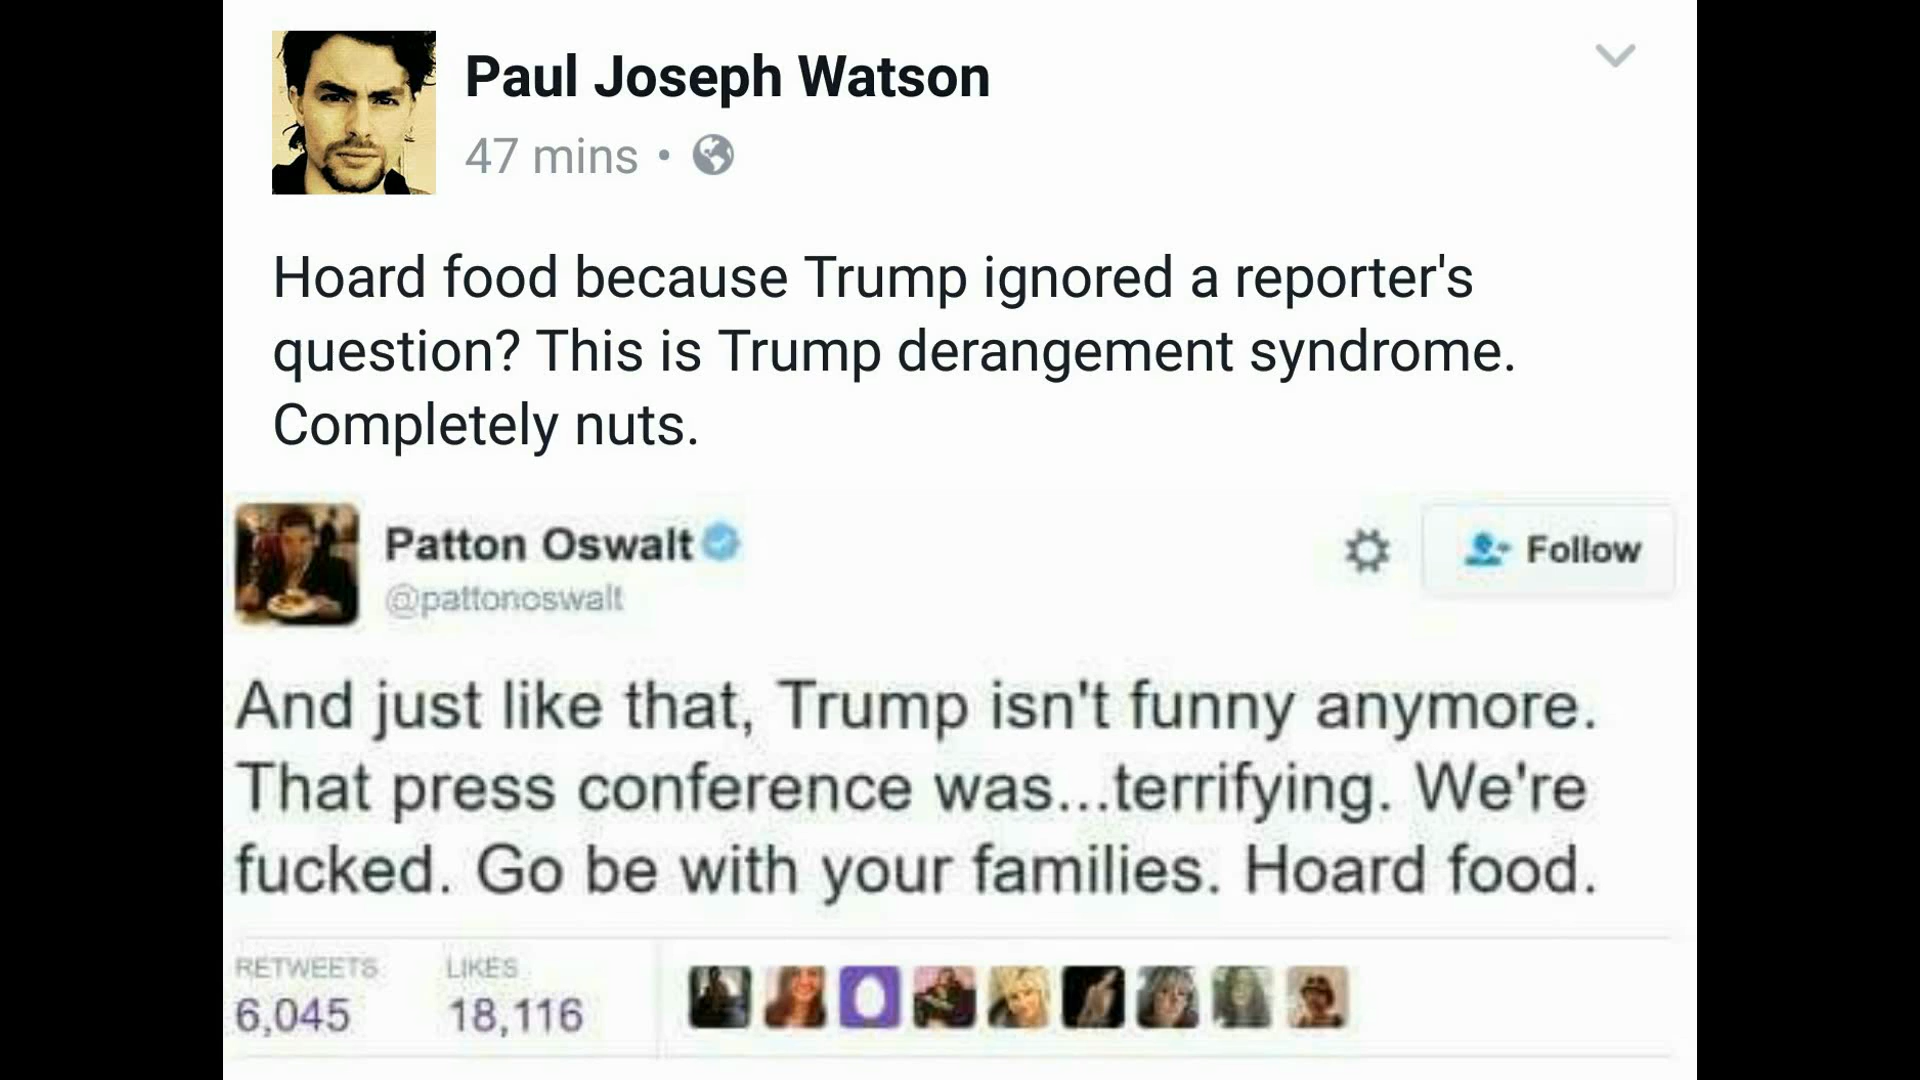 Paul Joseph Watson
47 mins •
Hoard food because Trump ignored a reporter's
question? This is Trump derangement syndrome.
Completely nuts.
Patton Oswalt
Follow
@pattonoswalt
And just like that, Trump isn't funny anymore.
That press conference was...terrifying. We're
fucked. Go be with your families. Hoard food.
RETWEETS LIKES
6,045 18,116